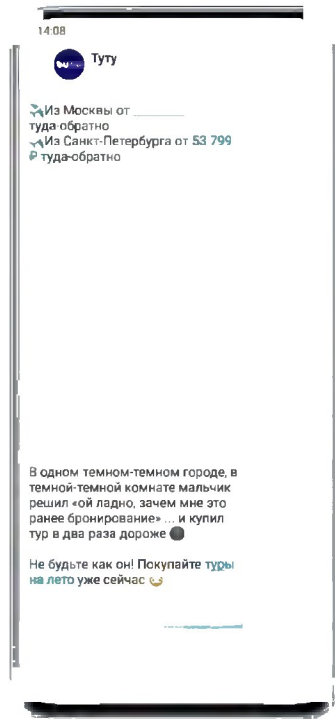 14:08
Туту
Из Москвы от
туда-обратно
Из Санкт-Петербурга от 53 799
₽ туда-обратно
В одном темном-темном городе, в
темной-темной комнате мальчик
решил «ой ладно, зачем мне это
ранее бронирование» ... и купил
тур в два раза дороже
Не будьте как он! Покупайте туры
на лето уже сейчас